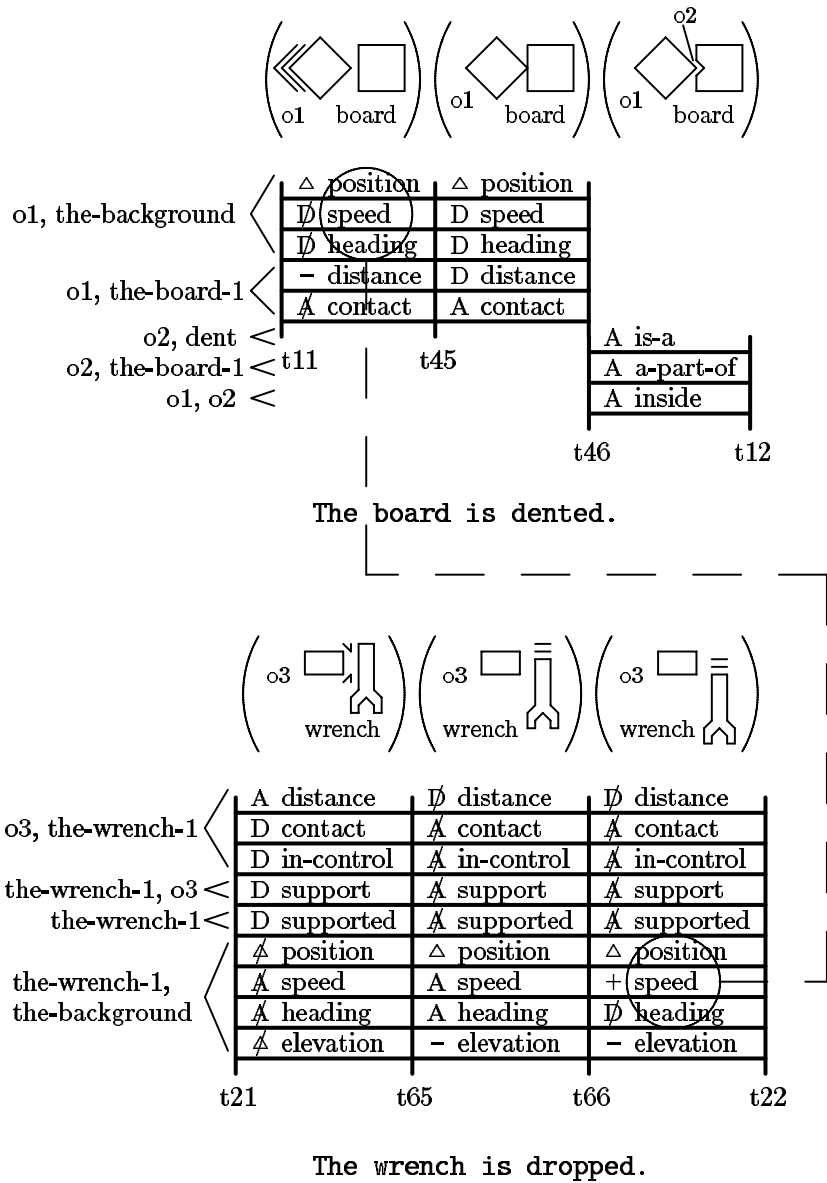 o2
o1 board o1 board o1 board
△ position △ position
o1, the-background D̸ speed D speed
D̸ heading D heading
o1, the-board-1 − distance D distance
A̸ contact A contact
o2, dent A is-a
o2, the-board-1 t11 t45 A a-part-of
o1, o2 A inside
t46 t12
The board is dented.
o3 o3 o3
wrench wrench wrench
A distance D̸ distance D̸ distance
o3, the-wrench-1 D contact A̸ contact A̸ contact
D in-control A̸ in-control A̸ in-control
the-wrench-1, o3 D support A̸ support A̸ support
the-wrench-1 D supported A̸ supported A̸ supported
△̸ position △ position △ position
the-wrench-1, A̸ speed A speed + speed
the-background A̸ heading A heading D̸ heading
△̸ elevation − elevation − elevation
t21 t65 t66 t22
The wrench is dropped.